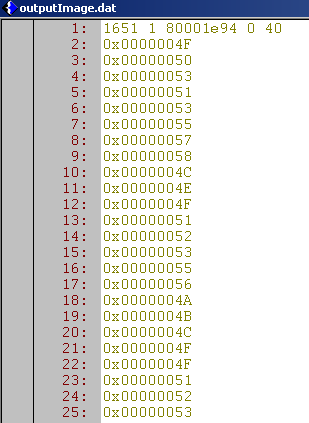 outputImage.dat
1: 1651 1 80001e94 0 40
2: 0x0000004F
3: 0x00000050
4: 0x00000053
5: 0x00000051
6: 0x00000053
7: 0x00000055
8: 0x00000057
9: 0x00000058
10: 0x0000004C
11: 0x0000004E
12: 0x0000004F
13: 0x00000051
14: 0x00000052
15: 0x00000053
16: 0x00000055
17: 0x00000056
18: 0x0000004A
19: 0x0000004B
20: 0x0000004C
21: 0x0000004F
22: 0x0000004F
23: 0x00000051
24: 0x00000052
25: 0x00000053